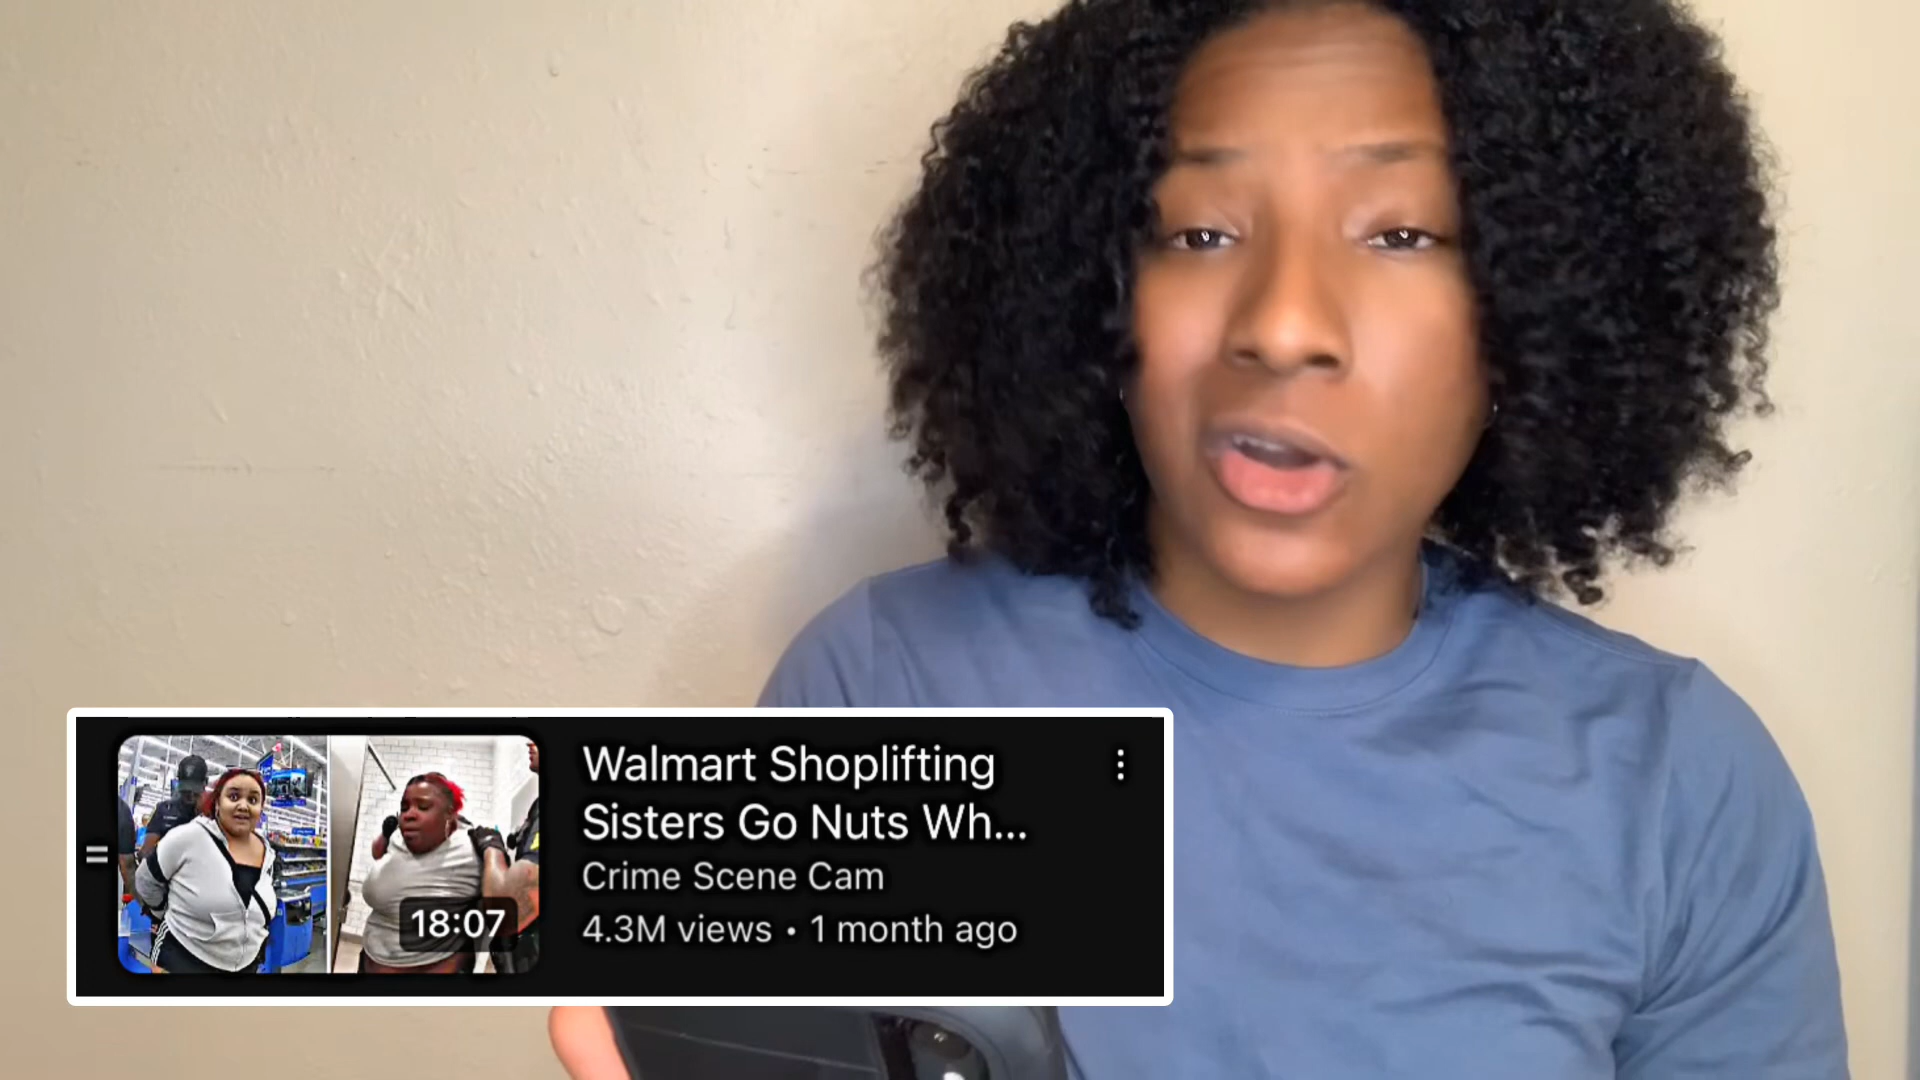 Walmart Shoplifting
Sisters Go Nuts Wh...
Crime Scene Cam
4.3M views • 1 month ago
18:07